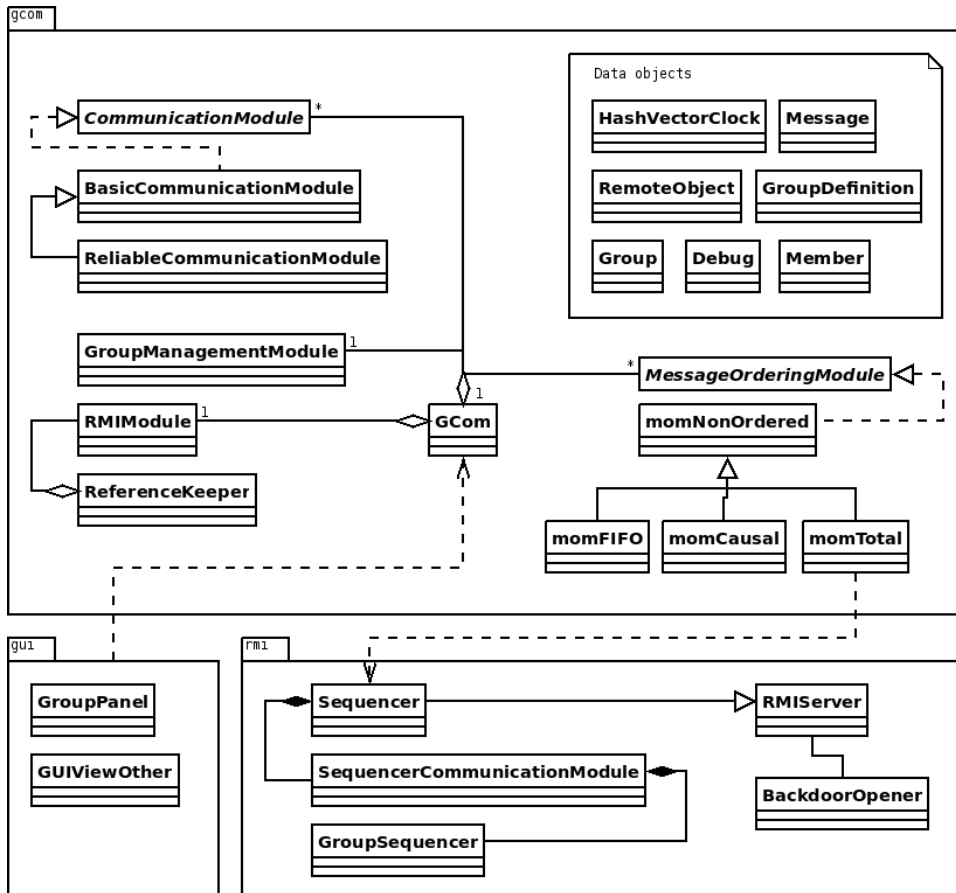 gcom
Data objects
CommunicationModule
*
HashVectorClock
Message
BasicCommunicationModule
RemoteObject
GroupDefinition
ReliableCommunicationModule
Group
Debug
Member
GroupManagementModule
1
*
MessageOrderingModule
1
RMIModule
1
GCom
momNonOrdered
ReferenceKeeper
momFIFO
momCausal
momTotal
gui
rmi
GroupPanel
Sequencer
RMIServer
GUIViewOther
SequencerCommunicationModule
BackdoorOpener
GroupSequencer